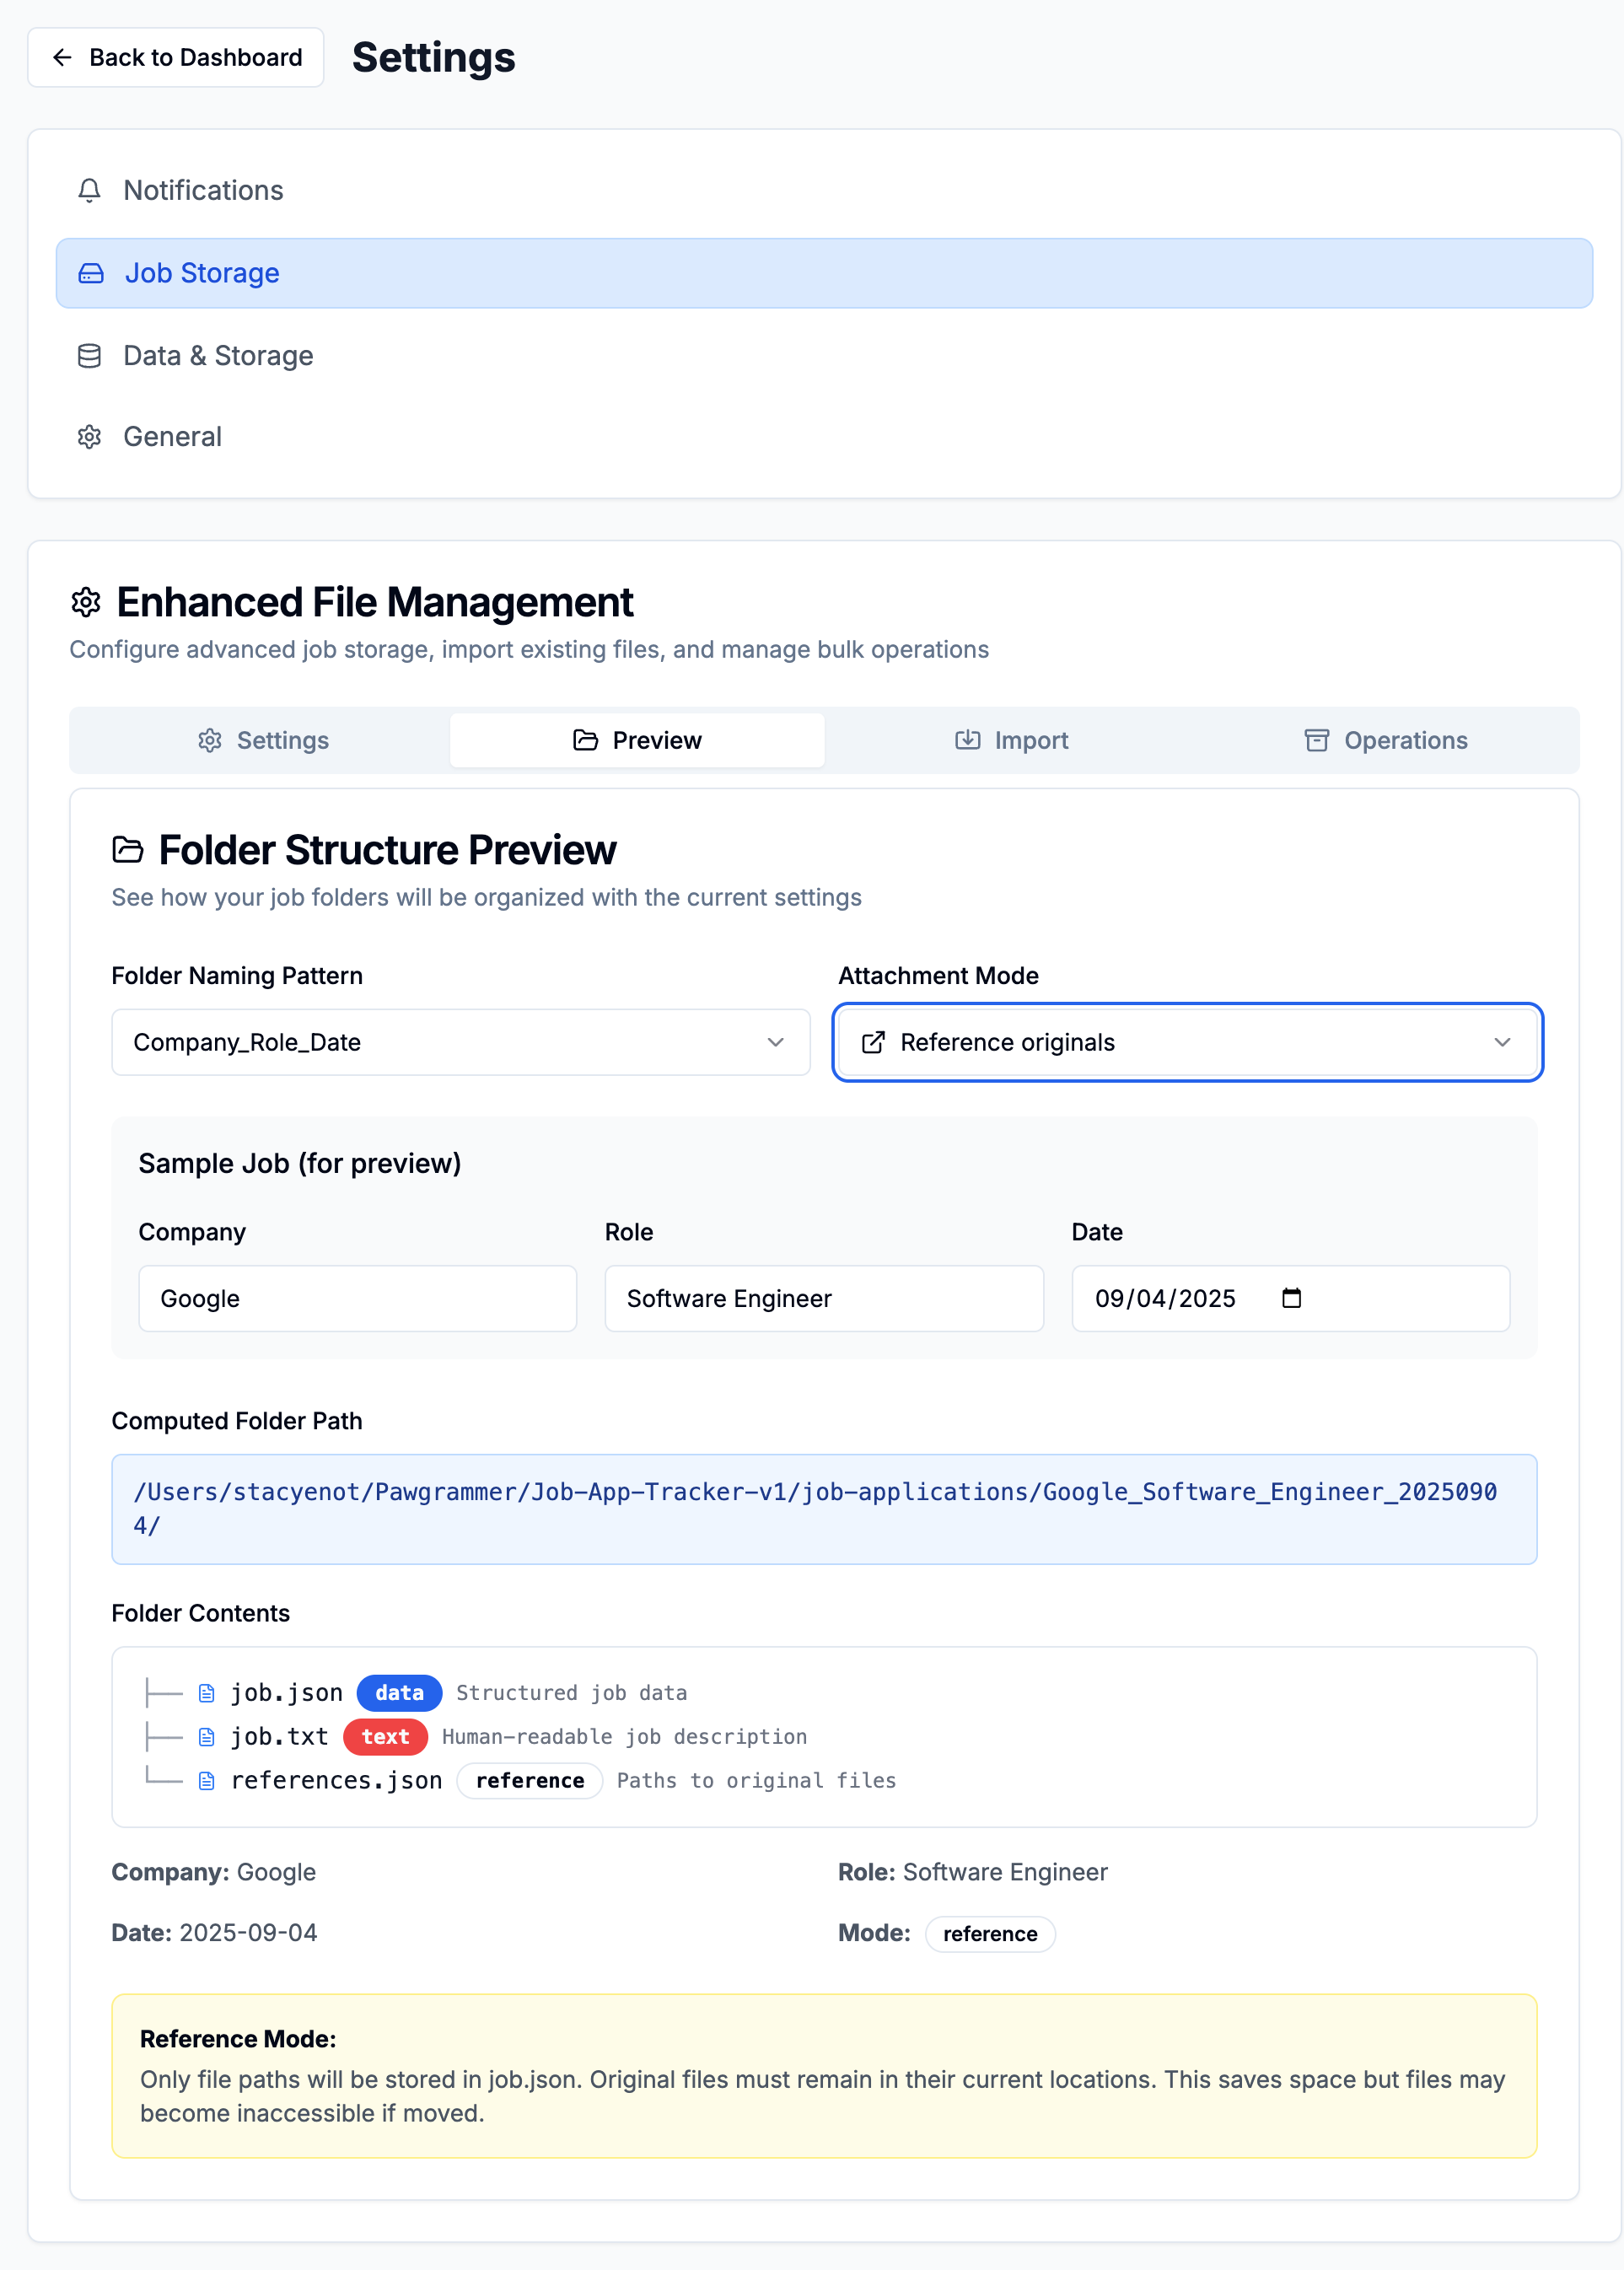 Back to Dashboard
Settings
Notifications
Job Storage
Data & Storage
General
Enhanced File Management
Configure advanced job storage, import existing files, and manage bulk operations
Settings
Preview
Import
Operations
Folder Structure Preview
See how your job folders will be organized with the current settings
Folder Naming Pattern
Attachment Mode
Company_Role_Date
Reference originals
Sample Job (for preview)
Company
Role
Date
Google
Software Engineer
09/04/2025
Computed Folder Path
/Users/stacyenot/Pawgrammer/Job-App-Tracker-v1/job-applications/Google_Software_Engineer_2025090
4/
Folder Contents
job.json data Structured job data
job.txt text Human-readable job description
references.json reference Paths to original files
Company: Google
Role: Software Engineer
Date: 2025-09-04
Mode: reference
Reference Mode:
Only file paths will be stored in job.json. Original files must remain in their current locations. This saves space but files may
become inaccessible if moved.